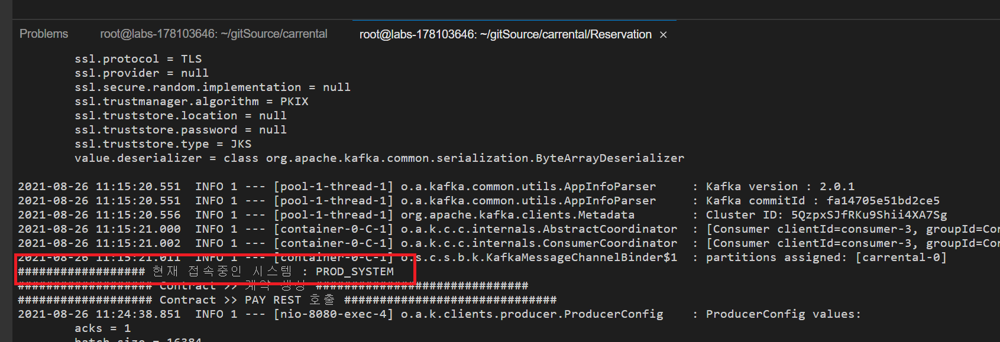 Problems root@labs-178103646: ~/gitSource/carrental root@labs-178103646: ~/gitSource/carrental/Reservation ×
ssl.protocol = TLS
ssl.provider = null
ssl.secure.random.implementation = null
ssl.trustmanager.algorithm = PKIX
ssl.truststore.location = null
ssl.truststore.password = null
ssl.truststore.type = JKS
value.deserializer = class org.apache.kafka.common.serialization.ByteArrayDeserializer
2021-08-26 11:15:20.551  INFO 1 --- [pool-1-thread-1] o.a.kafka.common.utils.AppInfoParser     : Kafka version : 2.0.1
2021-08-26 11:15:20.551  INFO 1 --- [pool-1-thread-1] o.a.kafka.common.utils.AppInfoParser     : Kafka commitId : fa14705e51bd2ce5
2021-08-26 11:15:20.556  INFO 1 --- [pool-1-thread-1] org.apache.kafka.clients.Metadata        : Cluster ID: 5QzpxSJfRKu9Shii4XA7Sg
2021-08-26 11:15:21.000  INFO 1 --- [container-0-C-1] o.a.k.c.c.internals.AbstractCoordinator  : [Consumer clientId=consumer-3, groupId=Co
2021-08-26 11:15:21.002  INFO 1 --- [container-0-C-1] o.a.k.c.c.internals.ConsumerCoordinator  : [Consumer clientId=consumer-3, groupId=Co
2021-08-26 11:15:21.011  INFO 1 --- [container-0-C-1] o.s.c.s.b.k.KafkaMessageChannelBinder$1  : partitions assigned: [carrental-0]
################## 현재 접속중인 시스템 : PROD_SYSTEM
################### Contract >> 계약 생성 ##############################
################### Contract >> PAY REST 호출 ##############################
2021-08-26 11:24:38.851  INFO 1 --- [nio-8080-exec-4] o.a.k.clients.producer.ProducerConfig    : ProducerConfig values:
acks = 1
batch.size = 16384